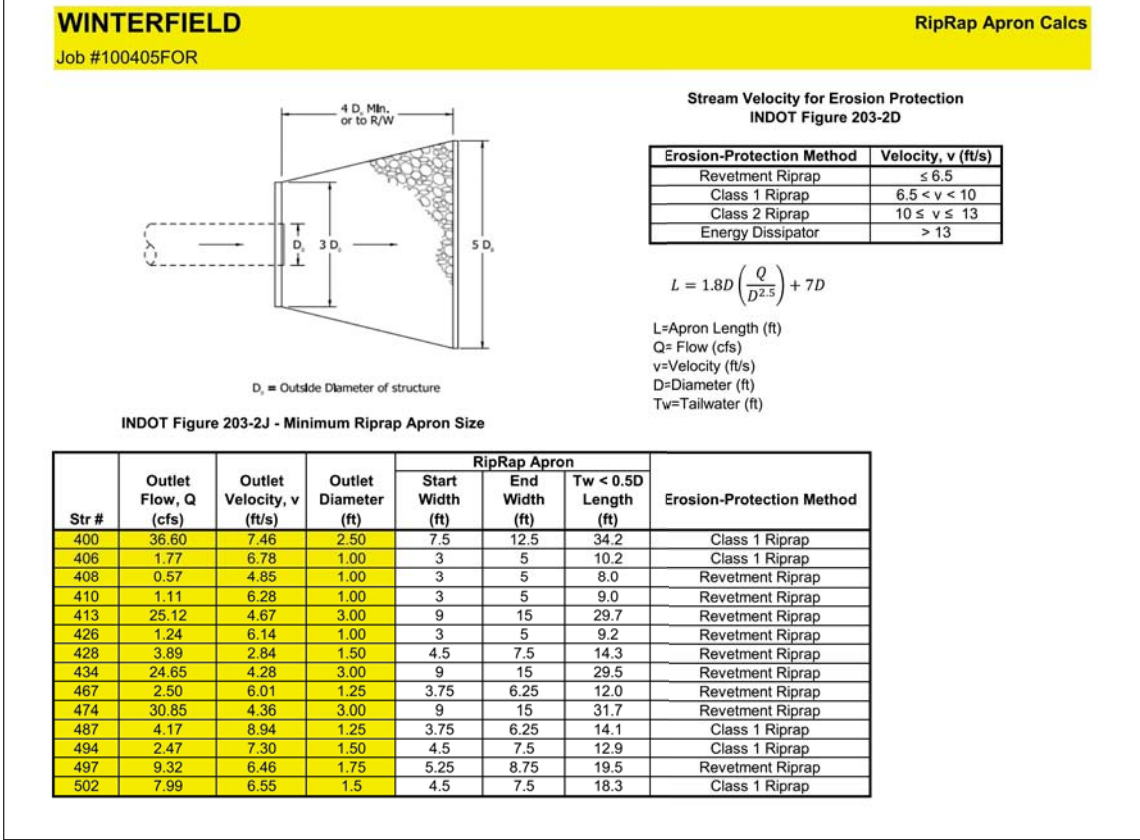 WINTERFIELD
RipRap Apron Calcs
Job #100405FOR
4 D₀ Min.
or to R/W
D₀ 3 D₀ 5 D₀
D₀ = Outside Diameter of structure
INDOT Figure 203-2J - Minimum Riprap Apron Size
Stream Velocity for Erosion Protection
INDOT Figure 203-2D
Erosion-Protection Method Velocity, v (ft/s)
Revetment Riprap ≤ 6.5
Class 1 Riprap 6.5 < v < 10
Class 2 Riprap 10 ≤ v ≤ 13
Energy Dissipator > 13
L = 1.8D (Q/D^2.5) + 7D
L=Apron Length (ft)
Q= Flow (cfs)
v=Velocity (ft/s)
D=Diameter (ft)
Tw=Tailwater (ft)
RipRap Apron
Outlet Outlet Outlet Start End Tw < 0.5D
Flow, Q Velocity, v Diameter Width Width Length Erosion-Protection Method
Str # (cfs) (ft/s) (ft) (ft) (ft) (ft)
400 36.60 7.46 2.50 7.5 12.5 34.2 Class 1 Riprap
406 1.77 6.78 1.00 3 5 10.2 Class 1 Riprap
408 0.57 4.85 1.00 3 5 8.0 Revetment Riprap
410 1.11 6.28 1.00 3 5 9.0 Revetment Riprap
413 25.12 4.67 3.00 9 15 29.7 Revetment Riprap
426 1.24 6.14 1.00 3 5 9.2 Revetment Riprap
428 3.89 2.84 1.50 4.5 7.5 14.3 Revetment Riprap
434 24.65 4.28 3.00 9 15 29.5 Revetment Riprap
467 2.50 6.01 1.25 3.75 6.25 12.0 Revetment Riprap
474 30.85 4.36 3.00 9 15 31.7 Revetment Riprap
487 4.17 8.94 1.25 3.75 6.25 14.1 Class 1 Riprap
494 2.47 7.30 1.50 4.5 7.5 12.9 Class 1 Riprap
497 9.32 6.46 1.75 5.25 8.75 19.5 Revetment Riprap
502 7.99 6.55 1.5 4.5 7.5 18.3 Class 1 Riprap